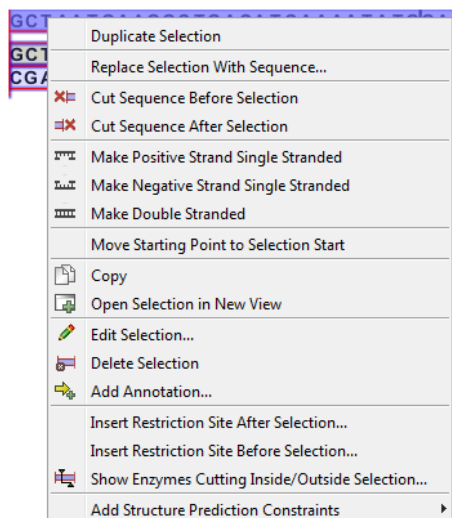 GCT
Duplicate Selection
GCT
Replace Selection With Sequence...
CGA
Cut Sequence Before Selection
Cut Sequence After Selection
Make Positive Strand Single Stranded
Make Negative Strand Single Stranded
Make Double Stranded
Move Starting Point to Selection Start
Copy
Open Selection in New View
Edit Selection...
Delete Selection
Add Annotation...
Insert Restriction Site After Selection...
Insert Restriction Site Before Selection...
Show Enzymes Cutting Inside/Outside Selection...
Add Structure Prediction Constraints